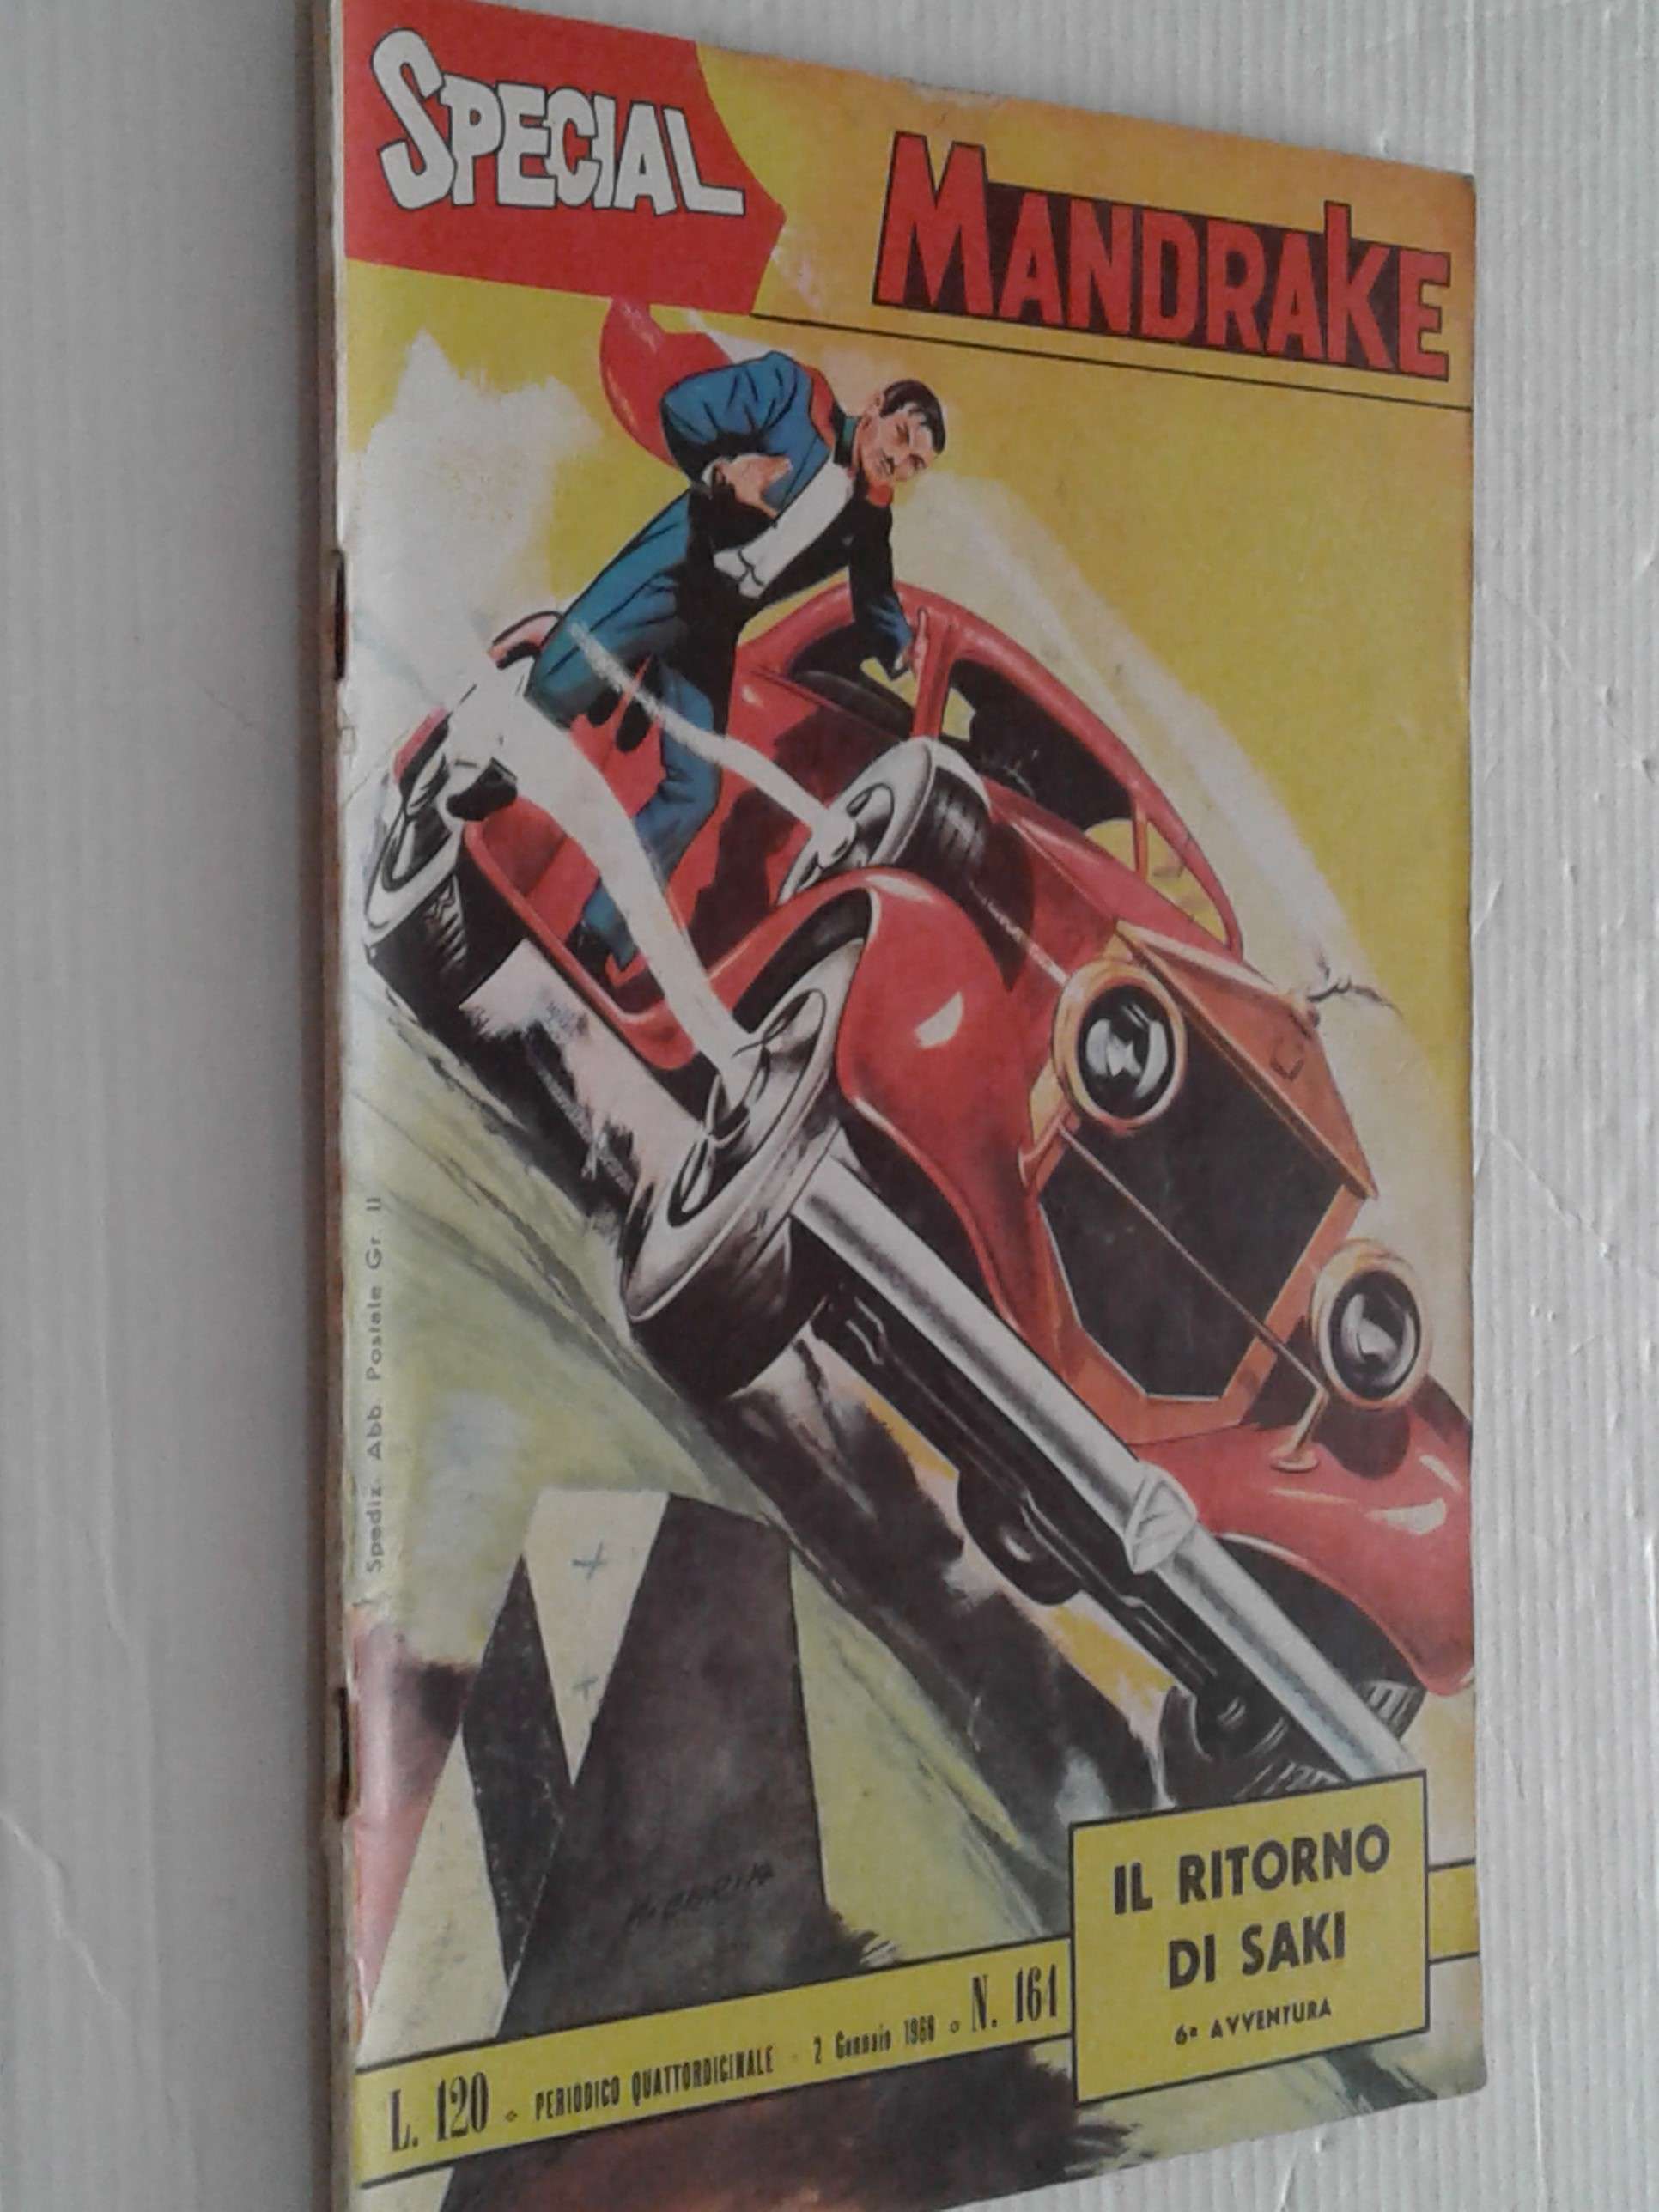 SPECIAL
MANDRAKE
Spediz. Abb. Postale Gr. II
IL RITORNO
DI SAKI
6ª AVVENTURA
L. 120 - PERIODICO QUATTORDICINALE - 2 Gennaio 1968 - N. 161